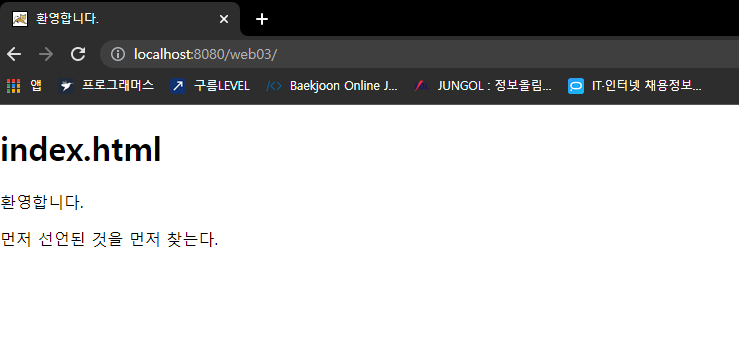 환영합니다.
localhost:8080/web03/
앱 프로그래머스 구름LEVEL Baekjoon Online J... JUNGOL : 정보올림... IT·인터넷 채용정보...
index.html
환영합니다.
먼저 선언된 것을 먼저 찾는다.